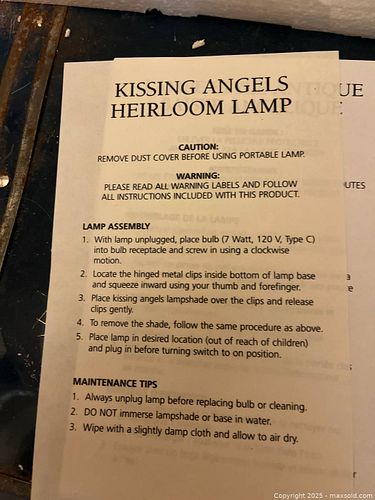 KISSING ANGELS
HEIRLOOM LAMP
CAUTION:
REMOVE DUST COVER BEFORE USING PORTABLE LAMP.
WARNING:
PLEASE READ ALL WARNING LABELS AND FOLLOW
ALL INSTRUCTIONS INCLUDED WITH THIS PRODUCT.
LAMP ASSEMBLY
1. With lamp unplugged, place bulb (7 Watt, 120 V, Type C)
into bulb receptacle and screw in using a clockwise
motion.
2. Locate the hinged metal clips inside bottom of lamp base
and squeeze inward using your thumb and forefinger.
3. Place kissing angels lampshade over the clips and release
clips gently.
4. To remove the shade, follow the same procedure as above.
5. Place lamp in desired location (out of reach of children)
and plug in before turning switch to on position.
MAINTENANCE TIPS
1. Always unplug lamp before replacing bulb or cleaning.
2. DO NOT immerse lampshade or base in water.
3. Wipe with a slightly damp cloth and allow to air dry.
Copyright 2025 - maxsold.com